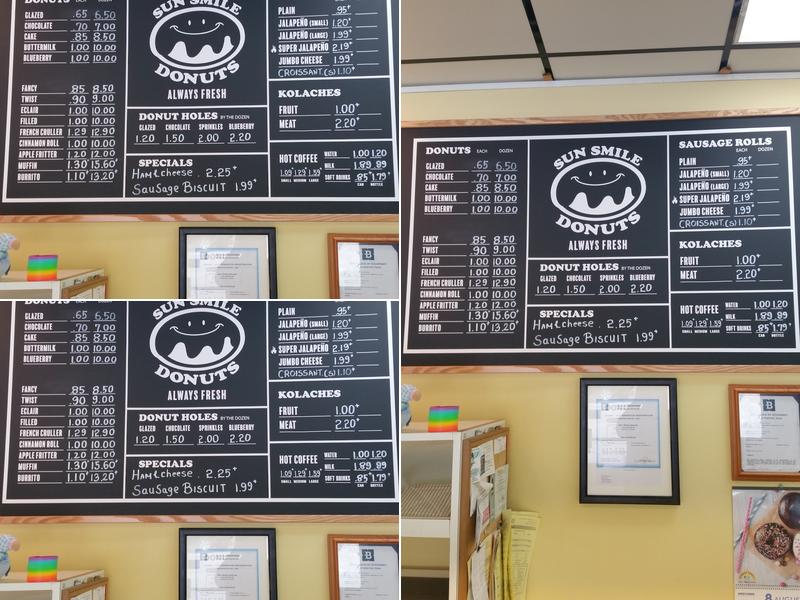 DONUTS EACH DOZEN
GLAZED .65 6.50
CHOCOLATE .70 7.00
CAKE .85 8.50
BUTTERMILK 1.00 10.00
BLUEBERRY 1.00 10.00
FANCY .85 8.50
TWIST .90 9.00
ECLAIR 1.00 10.00
FILLED 1.00 10.00
FRENCH CRULLER 1.29 12.90
CINNAMON ROLL 1.00 10.00
APPLE FRITTER 1.20 12.00
MUFFIN 1.30 15.60
BURRITO 1.10 13.20
SUN SMILE
DONUTS
ALWAYS FRESH
DONUT HOLES BY THE DOZEN
GLAZED CHOCOLATE SPRINKLES BLUEBERRY
1.20 1.50 2.00 2.20
SPECIALS
Ham & cheese . 2.25+
Sausage BISCUIT 1.99+
SAUSAGE ROLLS
EACH DOZEN
PLAIN .95+
JALAPEÑO (SMALL) 1.20+
JALAPEÑO (LARGE) 1.99+
SUPER JALAPEÑO 2.19+
JUMBO CHEESE 1.99+
CROISSANT.(S) 1.10+
KOLACHES
FRUIT 1.00+
MEAT 2.20+
HOT COFFEE
1.09+ 1.29+ 1.59+
SMALL MEDIUM LARGE
WATER 1.00 1.20
MILK 1.89 .99
SOFT DRINKS .85+ 1.79+
CAN BOTTLE
B
8 AUGUS